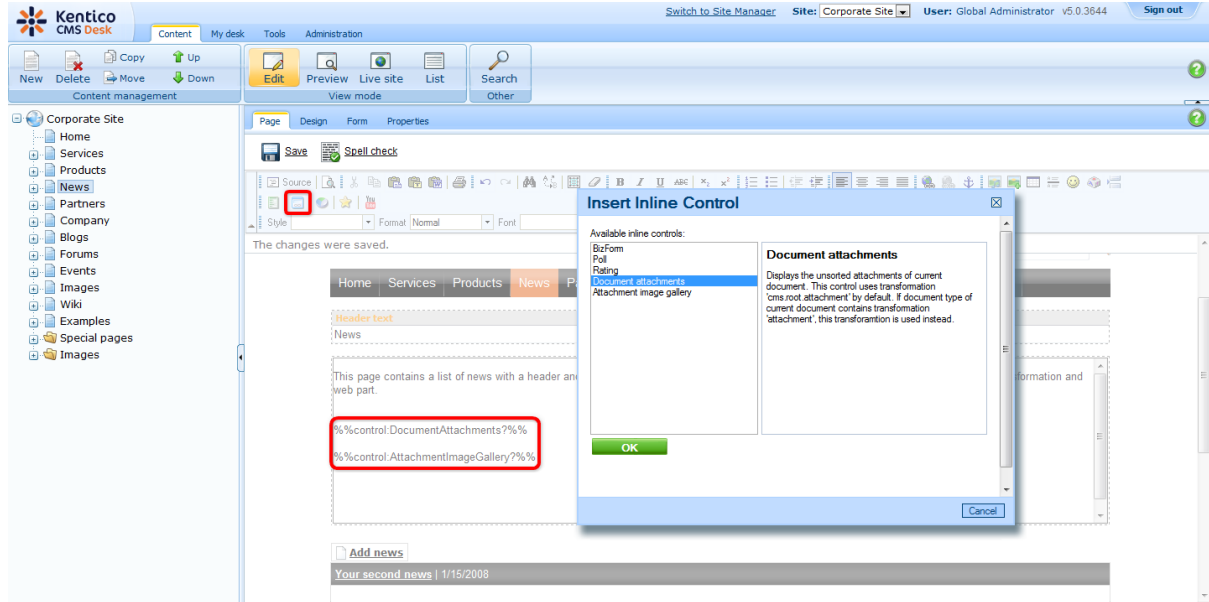 Kentico
CMS Desk
Switch to Site Manager Site: Corporate Site User: Global Administrator v5.0.3644 Sign out
Content My desk Tools Administration
New Delete Copy Move Up Down
Content management
Edit Preview Live site List
View mode
Search
Other
Corporate Site
Home
Services
Products
News
Partners
Company
Blogs
Forums
Events
Images
Wiki
Examples
Special pages
Images
Page Design Form Properties
Save Spell check
Source
B I U ABC
Style Format Normal Font
The changes were saved.
Home Services Products News P
Header text
News
This page contains a list of news with a header an
formation and
web part.
%%control:DocumentAttachments?%%
%%control:AttachmentImageGallery?%%
Add news
Your second news | 1/15/2008
Insert Inline Control
Available inline controls:
BizForm
Poll
Rating
Document attachments
Attachment image gallery
Document attachments
Displays the unsorted attachments of current
document. This control uses transformation
'cms.root.attachment' by default. If document type of
current document contains transformation
'attachment', this transforamtion is used instead.
OK
Cancel